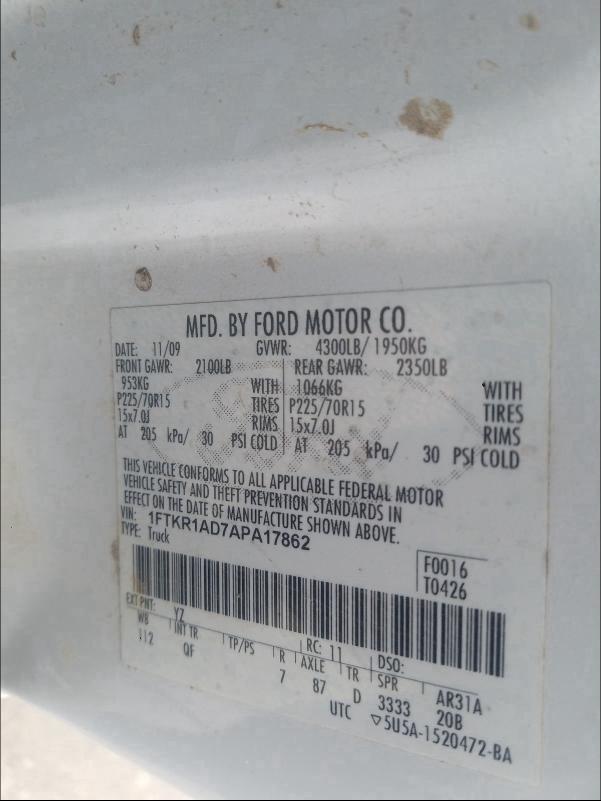 MFD. BY FORD MOTOR CO.
DATE: 11/09 GVWR: 4300LB/ 1950KG
FRONT GAWR: 2100LB REAR GAWR: 2350LB
953KG WITH 1066KG WITH
P225/70R15 TIRES P225/70R15 TIRES
15x7.0J RIMS 15x7.0J RIMS
AT 205 kPa/ 30 PSI COLD AT 205 kPa/ 30 PSI COLD
THIS VEHICLE CONFORMS TO ALL APPLICABLE FEDERAL MOTOR
VEHICLE SAFETY AND THEFT PREVENTION STANDARDS IN
EFFECT ON THE DATE OF MANUFACTURE SHOWN ABOVE.
VIN: 1FTKR1AD7APA17862
TYPE: Truck
F0016
T0426
EXT PNT: YZ RC: 11 DSO:
WB INT TR TP/PS R AXLE TR SPR AR31A
112 QF 7 87 D 3333 20B
UTC ▽5U5A-1520472-BA